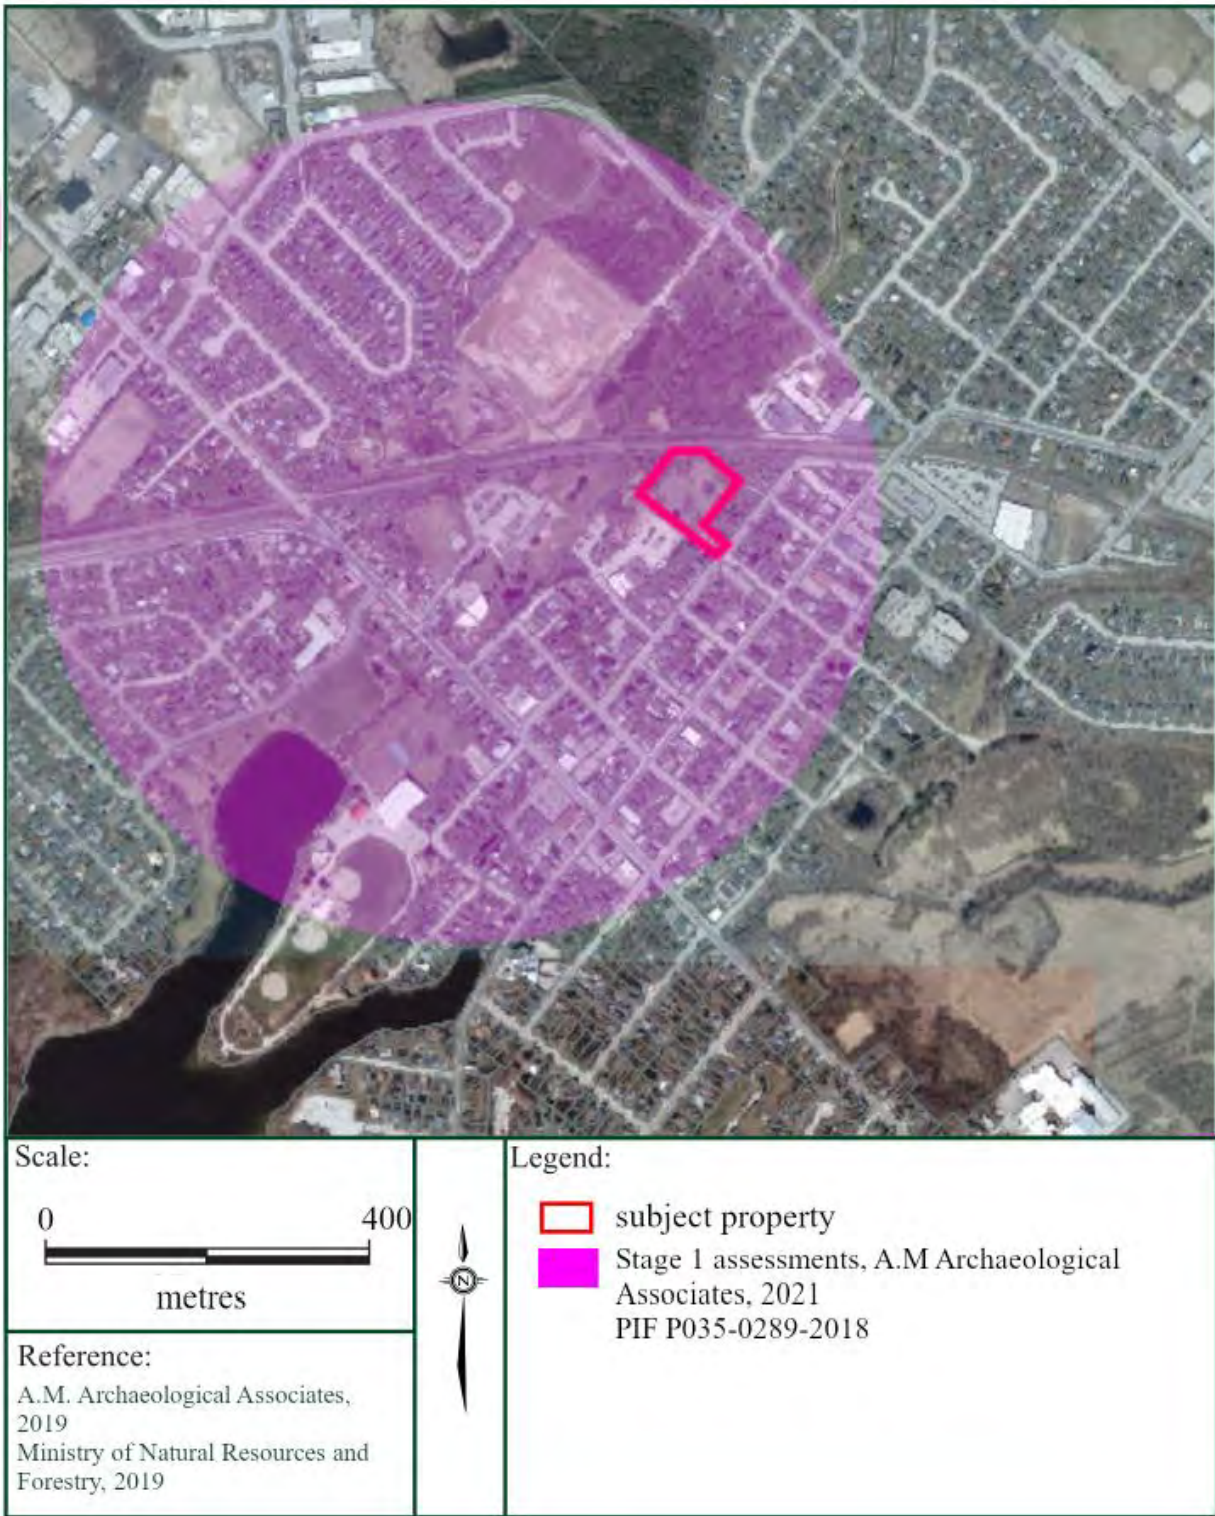 Scale:
0 400
metres
Reference:
A.M. Archaeological Associates,
2019
Ministry of Natural Resources and
Forestry, 2019
N
Legend:
subject property
Stage 1 assessments, A.M Archaeological
Associates, 2021
PIF P035-0289-2018